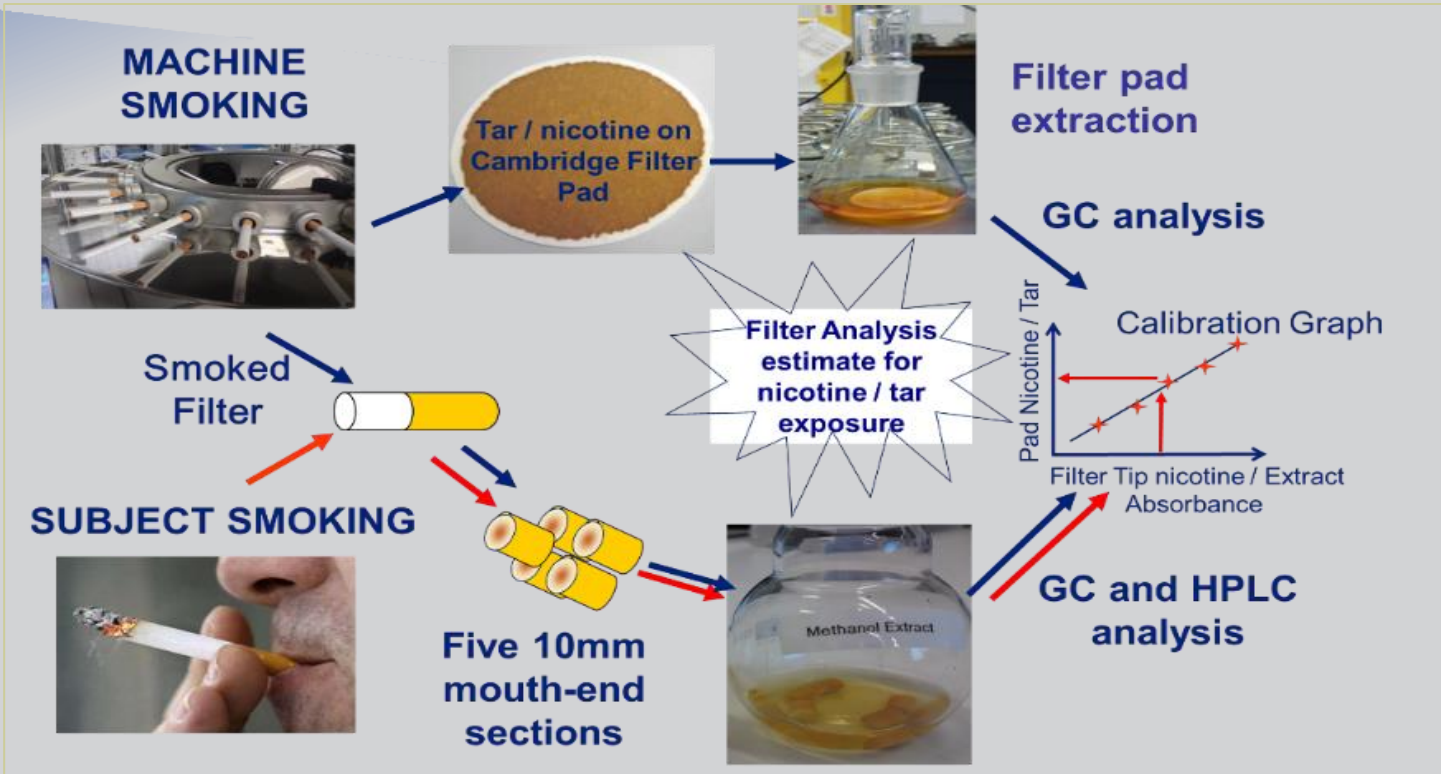 MACHINE
SMOKING
Tar / nicotine on
Cambridge Filter
Pad
Filter pad
extraction
GC analysis
Smoked
Filter
Filter Analysis
estimate for
nicotine / tar
exposure
Calibration Graph
Pad Nicotine / Tar
Filter Tip nicotine / Extract
Absorbance
SUBJECT SMOKING
Five 10mm
mouth-end
sections
Methanol Extract
GC and HPLC
analysis